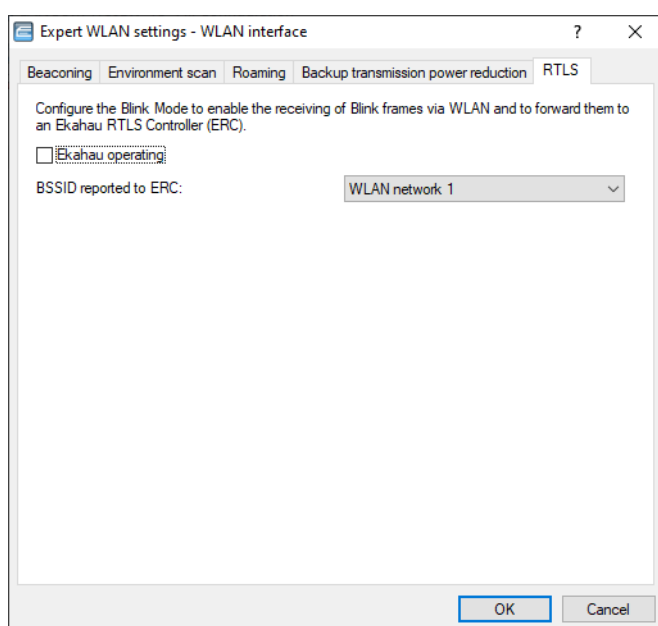 Expert WLAN settings - WLAN interface
Beaconing Environment scan Roaming Backup transmission power reduction RTLS
Configure the Blink Mode to enable the receiving of Blink frames via WLAN and to forward them to
an Ekahau RTLS Controller (ERC).
Ekahau operating
BSSID reported to ERC: WLAN network 1
OK Cancel